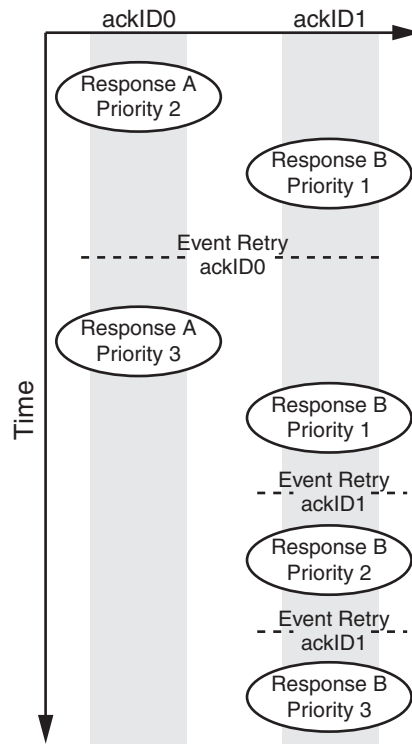 ackID0
ackID1
Response A
Priority 2
Response B
Priority 1
Event Retry
ackID0
Response A
Priority 3
Response B
Priority 1
Event Retry
ackID1
Response B
Priority 2
Event Retry
ackID1
Response B
Priority 3
Time